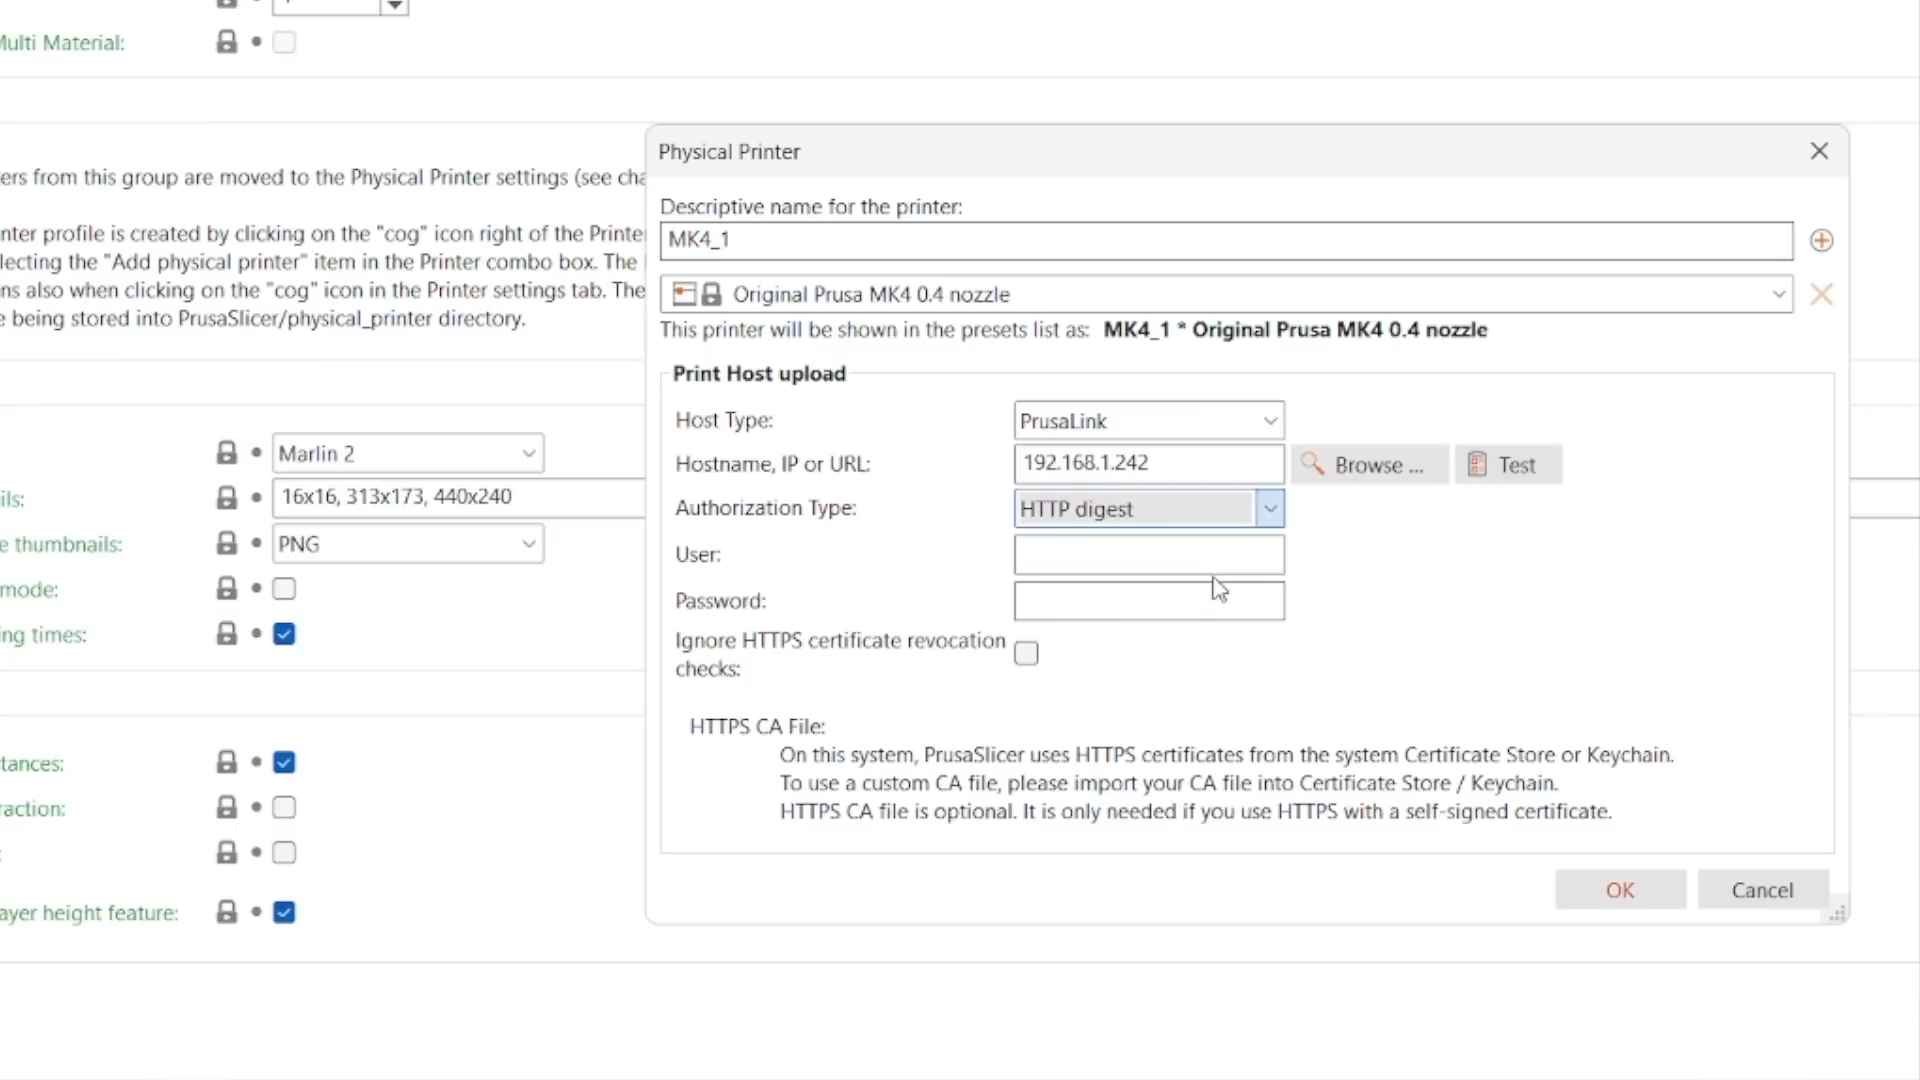 Multi Material:
Physical Printer
ers from this group are moved to the Physical Printer settings (see cha
Descriptive name for the printer:
MK4_1
nter profile is created by clicking on the "cog" icon right of the Printe
lecting the "Add physical printer" item in the Printer combo box. The
ns also when clicking on the "cog" icon in the Printer settings tab. The
e being stored into PrusaSlicer/physical_printer directory.
Original Prusa MK4 0.4 nozzle
This printer will be shown in the presets list as: MK4_1 * Original Prusa MK4 0.4 nozzle
Print Host upload
Host Type: PrusaLink
Hostname, IP or URL: 192.168.1.242 Browse ... Test
Authorization Type: HTTP digest
User:
Password:
Ignore HTTPS certificate revocation
checks:
HTTPS CA File:
On this system, PrusaSlicer uses HTTPS certificates from the system Certificate Store or Keychain.
To use a custom CA file, please import your CA file into Certificate Store / Keychain.
HTTPS CA file is optional. It is only needed if you use HTTPS with a self-signed certificate.
OK Cancel
Marlin 2
ils: 16x16, 313x173, 440x240
e thumbnails: PNG
mode:
ing times:
tances:
raction:
:
ayer height feature: